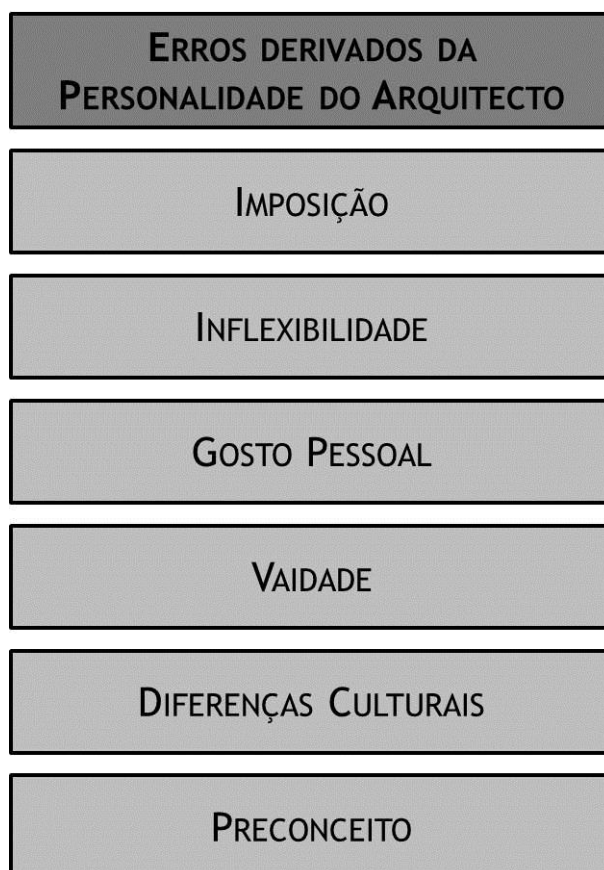 ERROS DERIVADOS DA
PERSONALIDADE DO ARQUITECTO
IMPOSIÇÃO
INFLEXIBILIDADE
GOSTO PESSOAL
VAIDADE
DIFERENÇAS CULTURAIS
PRECONCEITO